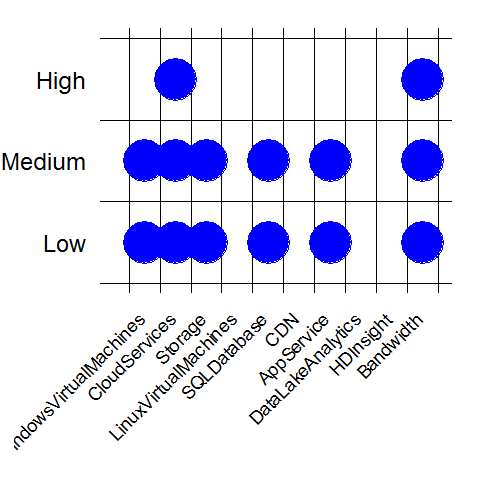 High
Medium
Low
ndowsVirtualMachines
CloudServices
Storage
LinuxVirtualMachines
SQLDatabase
CDN
AppService
DataLakeAnalytics
HDInsight
Bandwidth